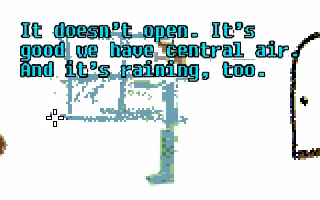 It doesn't open. It's
good we have central air.
And it's raining, too.